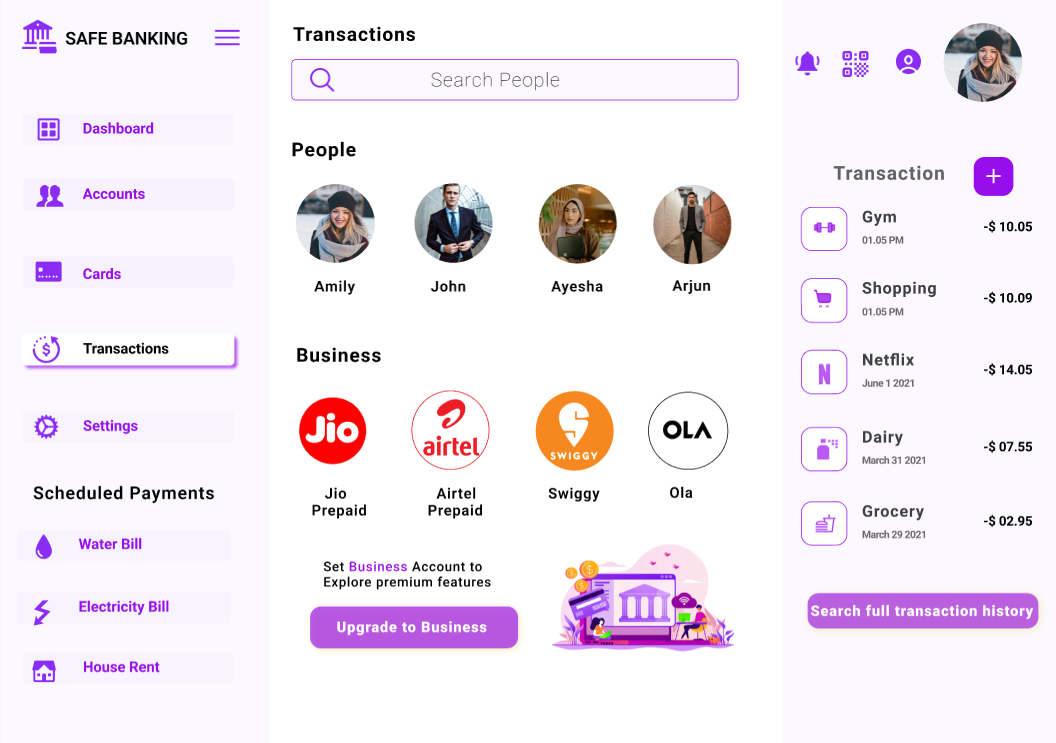 SAFE BANKING
Dashboard
Accounts
Cards
Transactions
Settings
Scheduled Payments
Water Bill
Electricity Bill
House Rent
Transactions
Search People
People
Amily
John
Ayesha
Arjun
Business
Jio
airtel
SWIGGY
OLA
Jio
Prepaid
Airtel
Prepaid
Swiggy
Ola
Set Business Account to
Explore premium features
Upgrade to Business
Transaction
+
Gym
01.05 PM
-$ 10.05
Shopping
01.05 PM
-$ 10.09
N
Netflix
June 1 2021
-$ 14.05
Dairy
March 31 2021
-$ 07.55
Grocery
March 29 2021
-$ 02.95
Search full transaction history